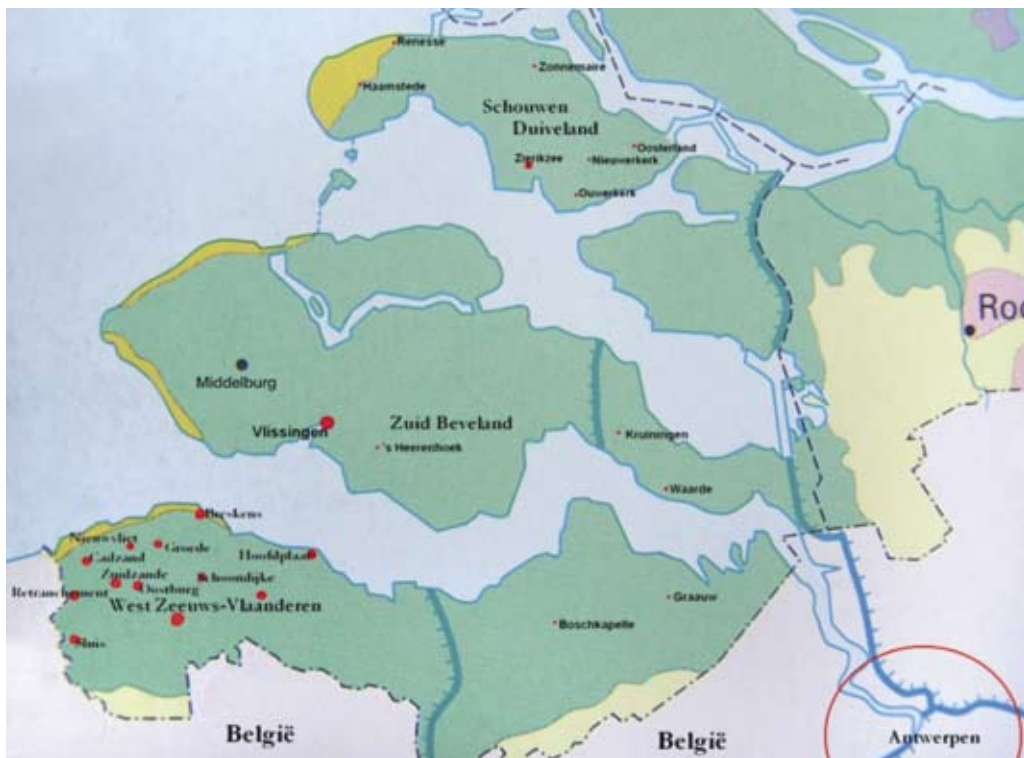 Renesse
Zonnemaire
Haamstede
Schouwen
Duiveland
Oosterland
Zierikzee
Nieuwerkerk
Ouwerkerk
Roo
Middelburg
Vlissingen
Zuid Beveland
's Heerenhoek
Kruiningen
Waarde
Breskens
Nieuwvliet
Groede
Hoofdplaat
Cadzand
Zuidzande
Schoondijke
Oostburg
Retranchement
West Zeeuws-Vlaanderen
Graauw
Boschkapelle
Sluis
België
België
Antwerpen